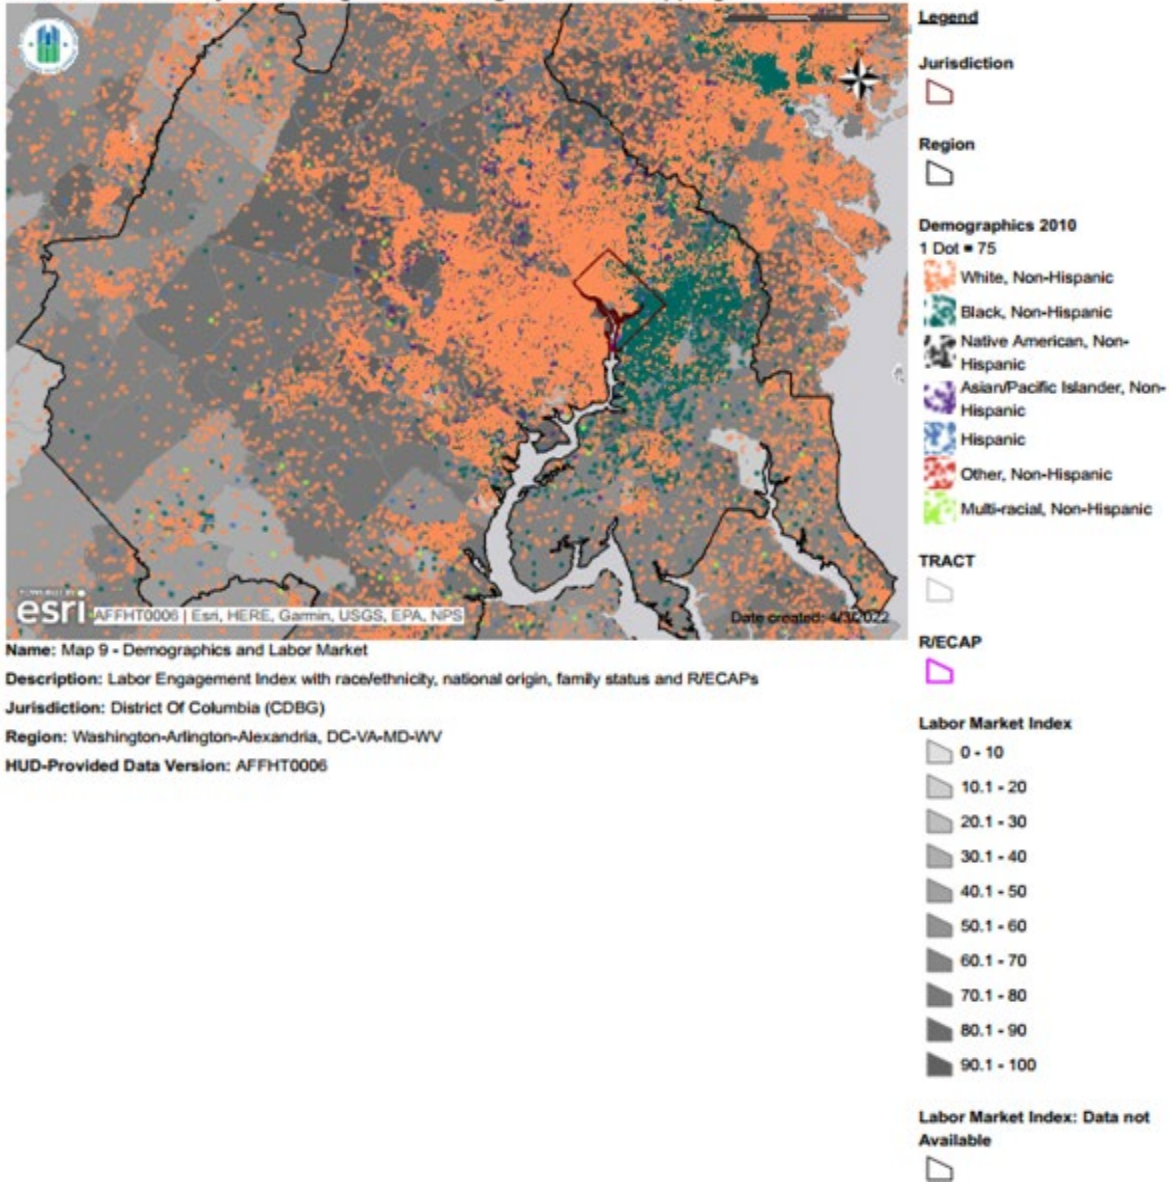 esri
AFFHT0006 | Esri, HERE, Garmin, USGS, EPA, NPS
Date created: 4/3/2022
Name: Map 9 - Demographics and Labor Market
Description: Labor Engagement Index with race/ethnicity, national origin, family status and R/ECAPs
Jurisdiction: District Of Columbia (CDBG)
Region: Washington-Arlington-Alexandria, DC-VA-MD-WV
HUD-Provided Data Version: AFFHT0006
Legend
Jurisdiction
Region
Demographics 2010
1 Dot = 75
White, Non-Hispanic
Black, Non-Hispanic
Native American, Non-
Hispanic
Asian/Pacific Islander, Non-
Hispanic
Hispanic
Other, Non-Hispanic
Multi-racial, Non-Hispanic
TRACT
R/ECAP
Labor Market Index
0 - 10
10.1 - 20
20.1 - 30
30.1 - 40
40.1 - 50
50.1 - 60
60.1 - 70
70.1 - 80
80.1 - 90
90.1 - 100
Labor Market Index: Data not
Available